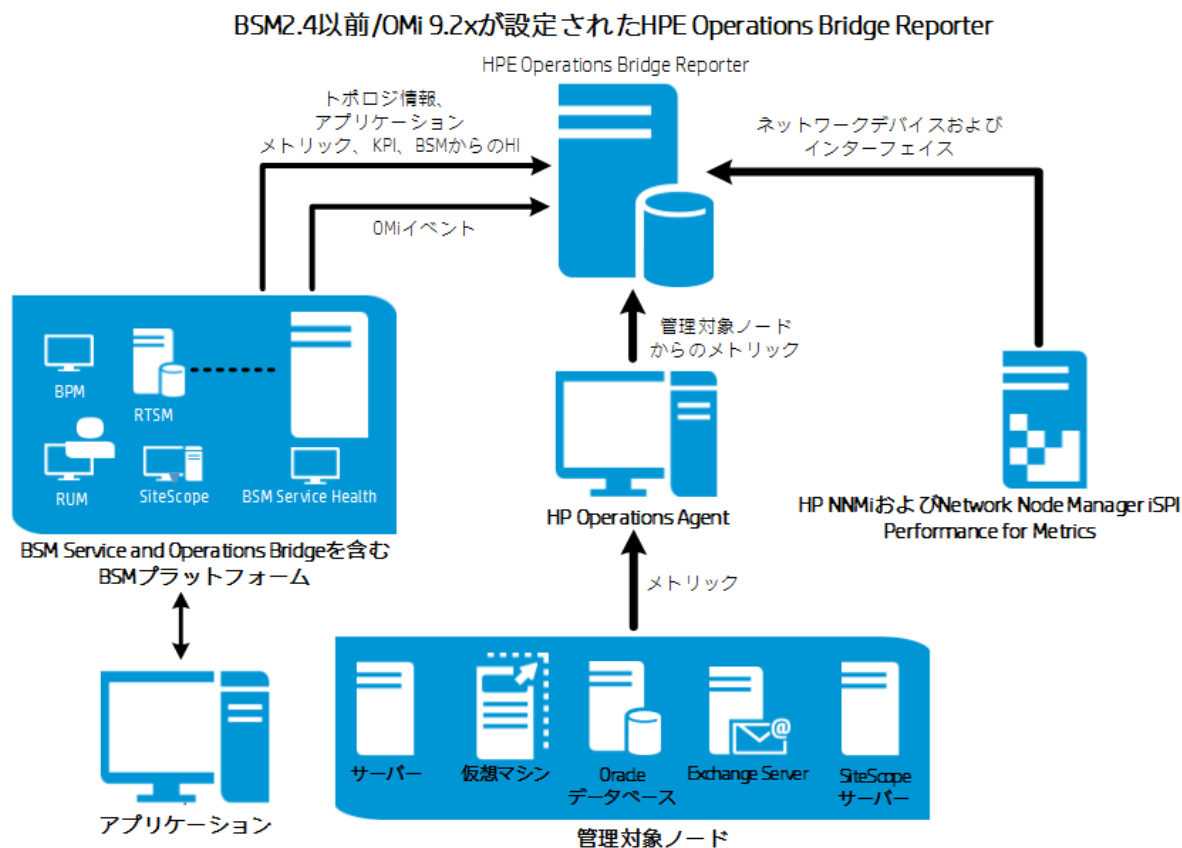 BSM2.4以前/OMi 9.2xが設定されたHPE Operations Bridge Reporter
HPE Operations Bridge Reporter
トポロジ情報、
アプリケーション
メトリック、KPI、BSMからのHI
ネットワークデバイスおよび
インターフェイス
OMiイベント
管理対象ノード
からのメトリック
BPM
RTSM
RUM
SiteScope
BSM Service Health
BSM Service and Operations Bridgeを含む
BSMプラットフォーム
HP Operations Agent
HP NNMiおよびNetwork Node Manager iSPI
Performance for Metrics
メトリック
アプリケーション
サーバー
仮想マシン
Oracle
データベース
@
Exchange Server
SiteScope
サーバー
管理対象ノード